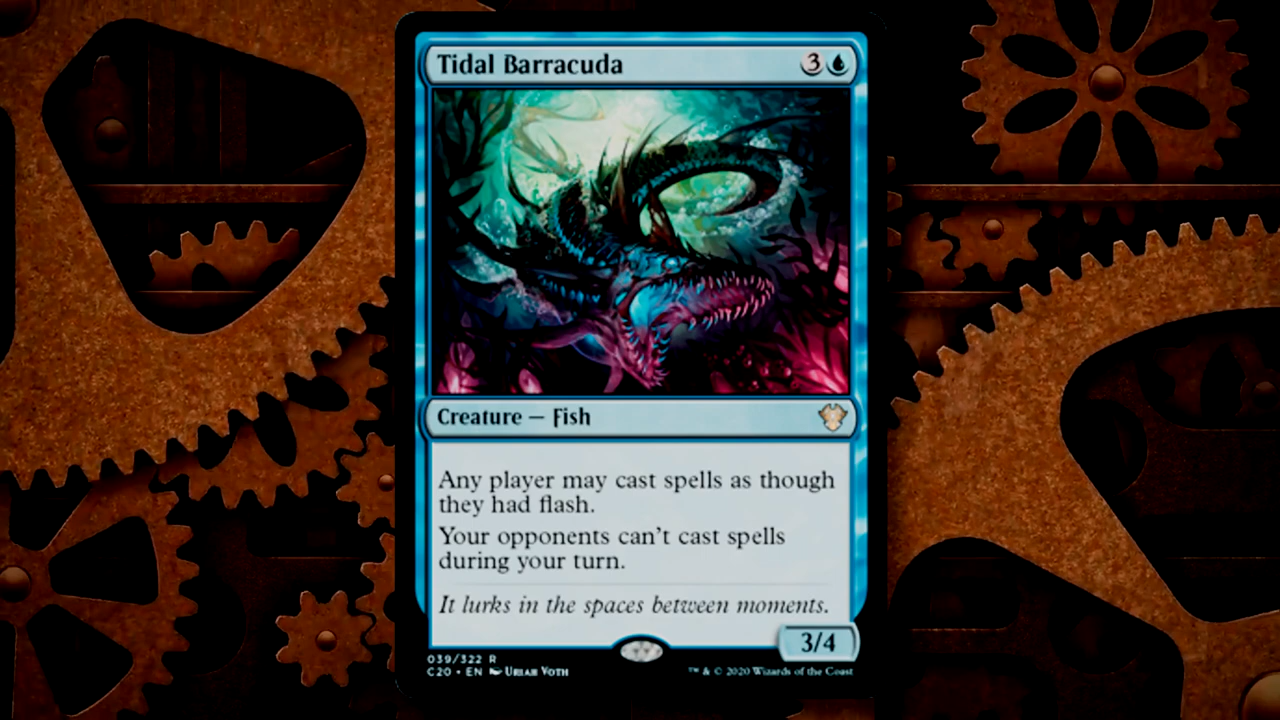 Tidal Barracuda 3
Creature — Fish
Any player may cast spells as though
they had flash.
Your opponents can't cast spells
during your turn.
It lurks in the spaces between moments.
3/4
039/322 R
C20 • EN Uriah Voth ™ & © 2020 Wizards of the Coast